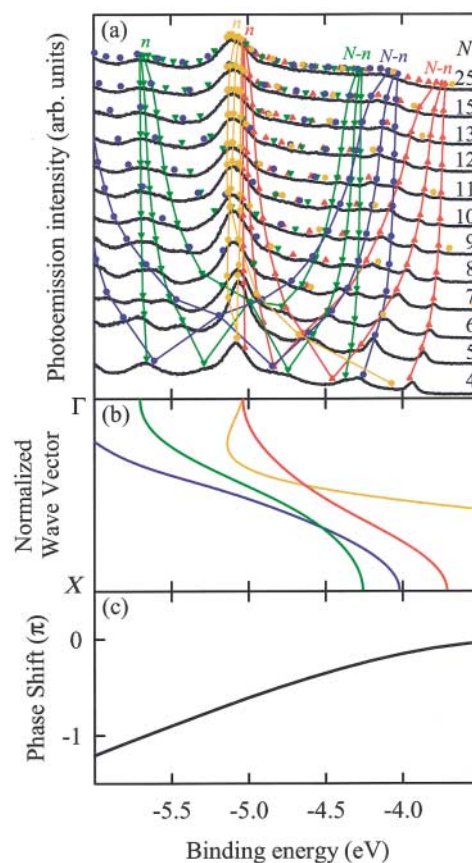 (a)
n
n
n
N-n
N-n
N-n
N
25
15
13
12
11
10
9
8
7
6
5
4
Photoemission intensity (arb. units)
(b)
Γ
X
Normalized
Wave Vector
(c)
0
-1
Phase Shift (π)
-5.5
-5.0
-4.5
-4.0
Binding energy (eV)